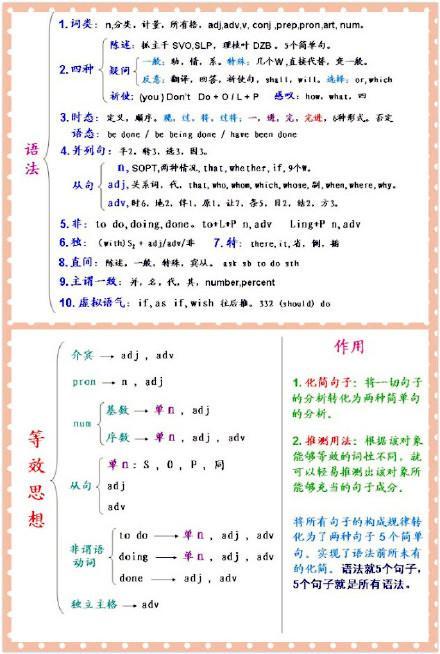 语法
1.词类: n,分类, 计量, 所有格, adj,adv,v, conj ,prep,pron,art, num。
2.四种
陈述: 抓主干 SVO,SLP, 理枝叶 DZB 。5个简单句。
疑问
一般: 助, 情, 系。特殊: 几个W,直接代替, 变一般。
反意: 翻译, 回答, 祈使句, shall, will。选择: or,which
祈使: (you) Don't Do + O / L + P 感叹: how, what, 四
3.时态: 定义, 顺序。现, 过, 将, 过将; 一, 进, 完, 完进, 6种形式。否定
语态: be done / be being done / have been done
4.并列句: 平2。转3, 选3, 因3。
从句
n, SOPT,两种情况, that,whether, if, 9个W。
adj,关系词, 代, that,who,whom,which,whose,副,when,where,why。
adv,时6, 地2, 伴1, 原1, 让7, 条5, 目2, 结2, 方3。
5.非: to do,doing,done。to+L+P n,adv Ling+P n,adv
6.独: (with)S₂ + adj/adv/非 7.特: there,it,省, 倒, 插
8.直间: 陈述, 一般, 特殊, 宾从。 ask sb to do sth
9.主谓一致: 并, 名, 代, 其, number,percent
10.虚拟语气: if,as if,wish 往后推。332 (should) do
等效思想
介宾 → adj , adv
pron → n , adj
num
基数 → 单n , adj
序数 → 单n , adj , adv
从句
单n: S , O , P , 同
adj
adv
非谓语动词
to do → 单n , adj , adv
doing → 单n , adj , adv
done → adj , adv
独立主格 → adv
作用
1. 化简句子: 将一切句子
的分析转化为两种简单句
的分析。
2. 推测用法: 根据该对象
能够等效的词性不同, 就
可以轻易推测出该对象所
能够充当的句子成分。
将所有句子的构成规律转
化为了两种句子5个简单
句。实现了语法前所未有
的化简。语法就5个句子,
5个句子就是所有语法。